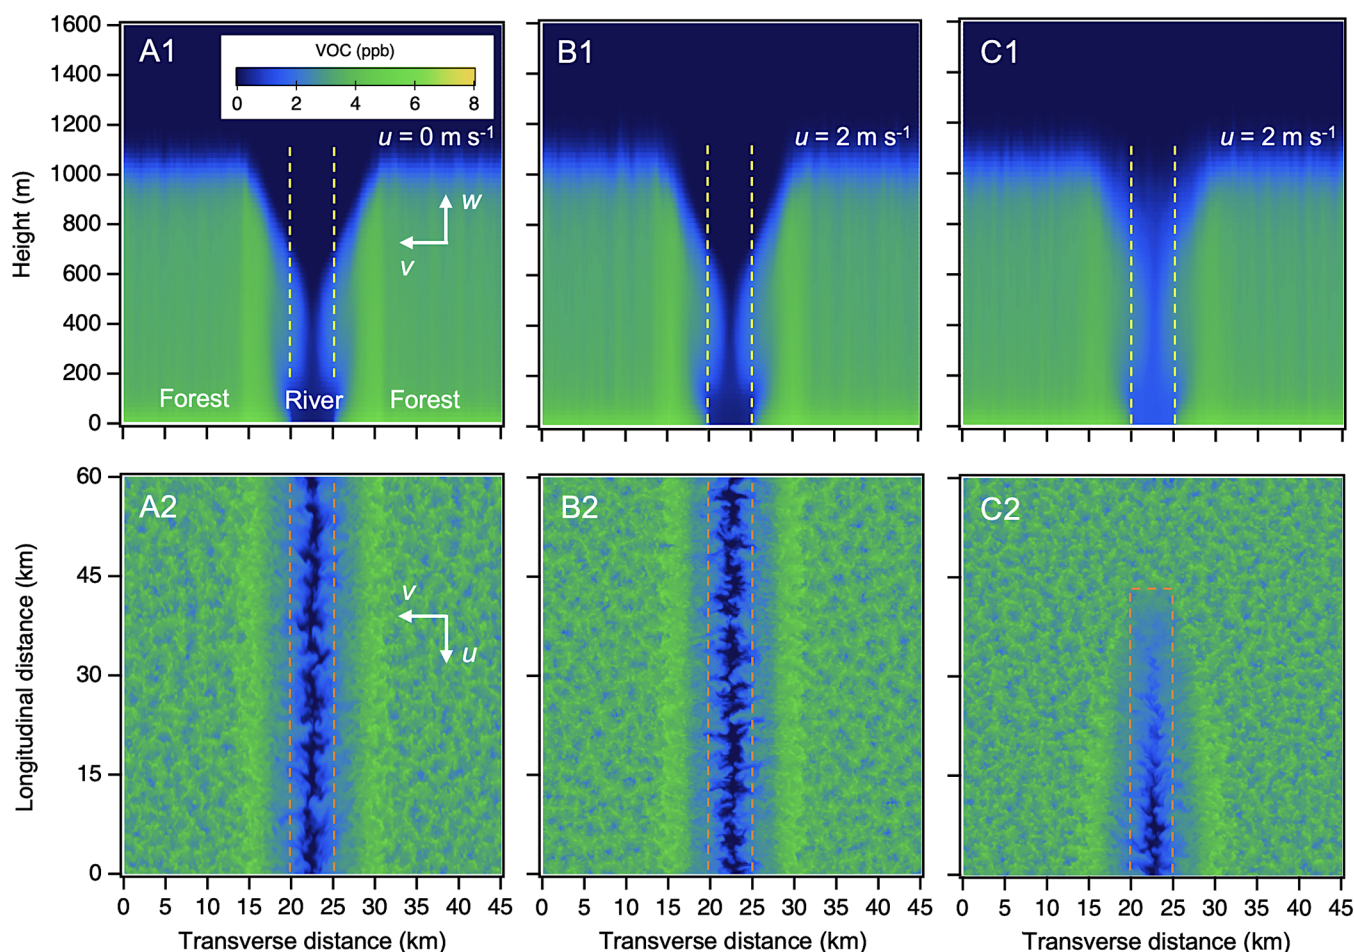 A1
VOC (ppb)
0 2 4 6 8
u = 0 m s-1
w
v
Forest River Forest
B1
u = 2 m s-1
C1
u = 2 m s-1
Height (m)
1600
1400
1200
1000
800
600
400
200
0
A2
v
u
B2
C2
Longitudinal distance (km)
60
45
30
15
0
0 5 10 15 20 25 30 35 40 45
0 5 10 15 20 25 30 35 40 45
0 5 10 15 20 25 30 35 40 45
Transverse distance (km)
Transverse distance (km)
Transverse distance (km)